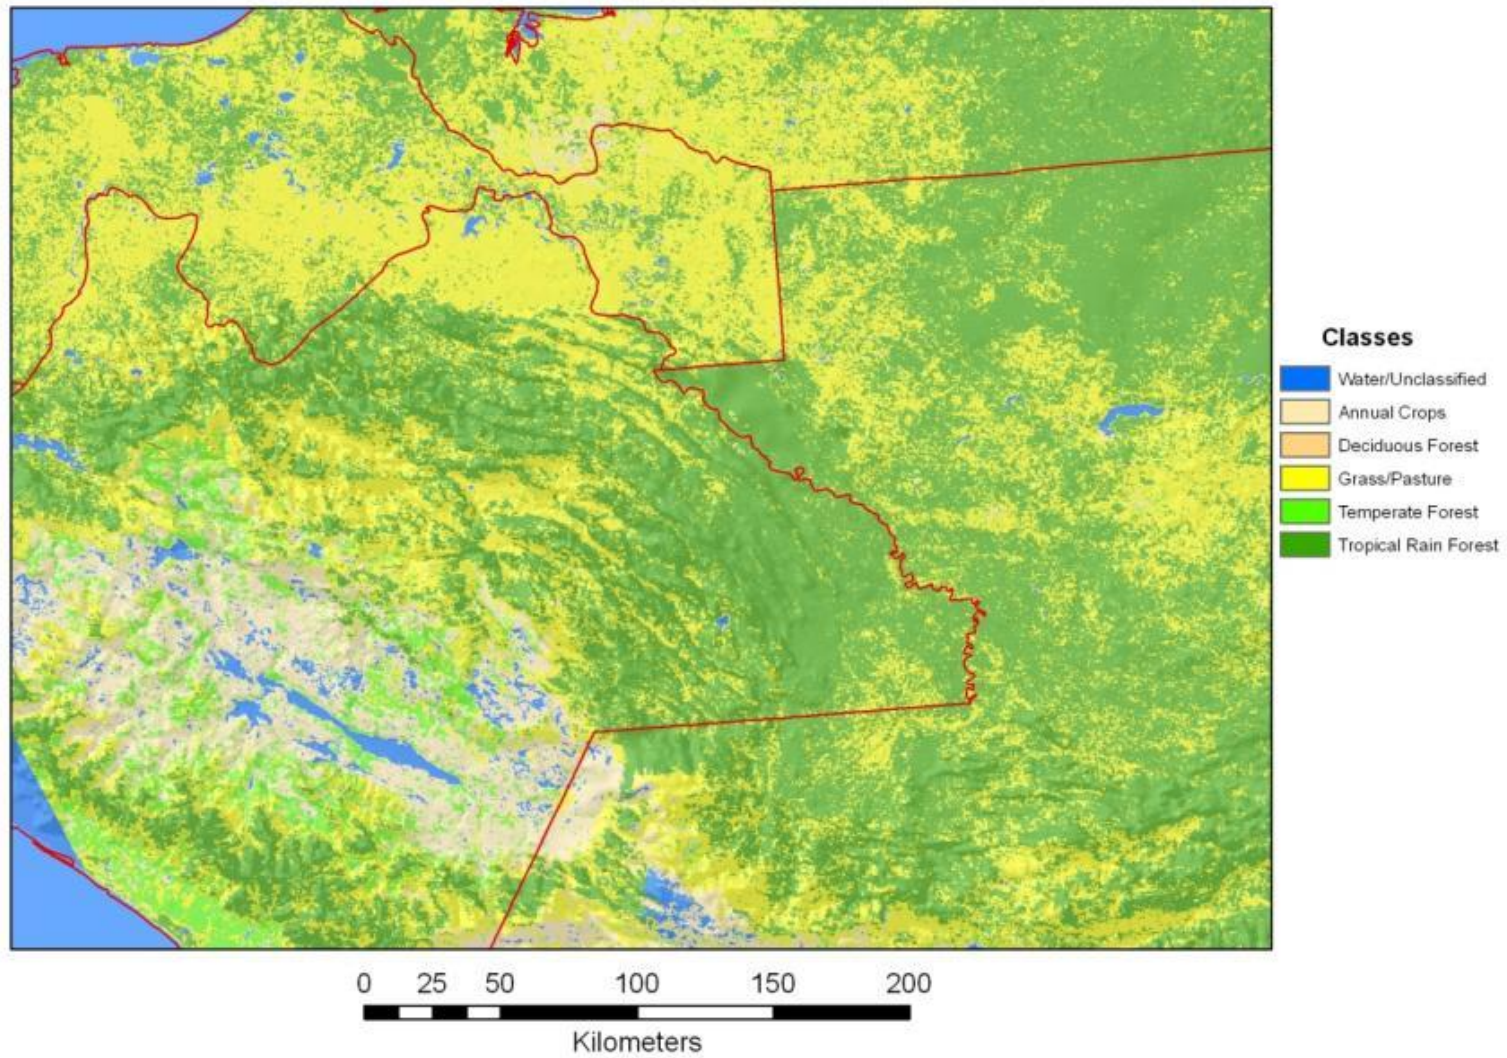 Classes
Water/Unclassified
Annual Crops
Deciduous Forest
Grass/Pasture
Temperate Forest
Tropical Rain Forest
0 25 50 100 150 200
Kilometers